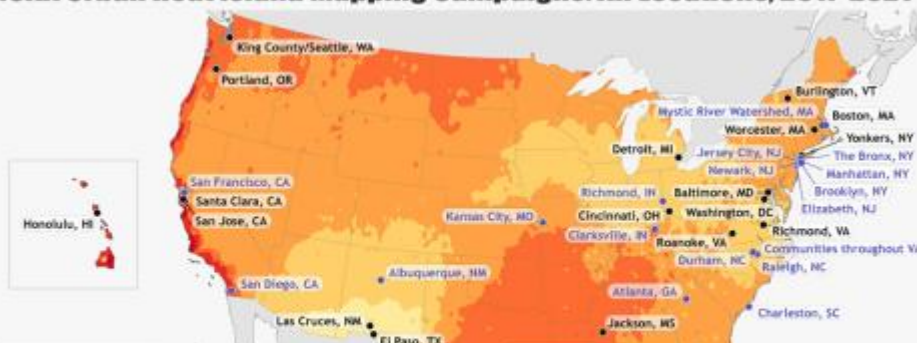 King County/Seattle, WA
Portland, OR
Burlington, VT
Mystic River Watershed, MA
Boston, MA
Worcester, MA
Yonkers, NY
Detroit, MI
Jersey City, NJ
The Bronx, NY
Newark, NJ
Manhattan, NY
San Francisco, CA
Richmond, IN
Baltimore, MD
Brooklyn, NY
Santa Clara, CA
Elizabeth, NJ
Kansas City, MO
Cincinnati, OH
Washington, DC
Honolulu, HI
San Jose, CA
Clarksville, IN
Richmond, VA
Roanoke, VA
Communities throughout VA
Durham, NC
Raleigh, NC
Albuquerque, NM
San Diego, CA
Atlanta, GA
Charleston, SC
Las Cruces, NM
Jackson, MS
El Paso, TX